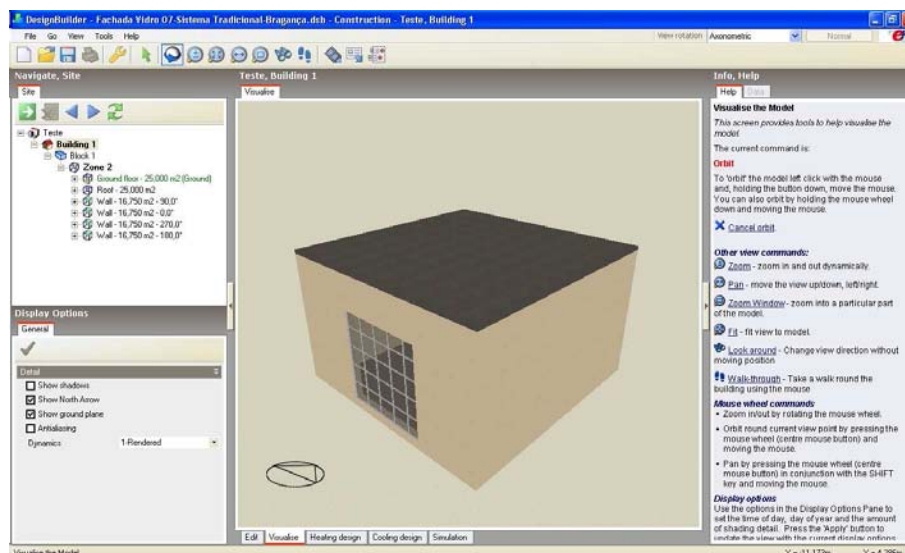 DesignBuilder - Fachada Vidro 07-Sistema Tradicional-Bragança.dsb - Construction - Teste, Building 1
File Go View Tools Help
View rotation Axonometric Normal
Navigate, Site
Site
Teste
Building 1
Block 1
Zone 2
Ground floor - 25,000 m2 (Ground)
Roof - 25,000 m2
Wall - 16,750 m2 - 90,0°
Wall - 16,750 m2 - 0,0°
Wall - 16,750 m2 - 270,0°
Wall - 16,750 m2 - 180,0°
Display Options
General
Detail
Show shadows
Show North Arrow
Show ground plane
Antialiasing
Dynamics 1-Rendered
Teste, Building 1
Visualise
Edit Visualise Heating design Cooling design Simulation
Info, Help
Help Data
Visualise the Model
This screen provides tools to help visualise the
model.
The current command is:
Orbit
To 'orbit' the model left click with the mouse
and, holding the button down, move the mouse.
You can also orbit by holding the mouse wheel
down and moving the mouse.
Cancel orbit
Other view commands:
Zoom - zoom in and out dynamically.
Pan - move the view up/down, left/right.
Zoom Window - zoom into a particular part
of the model.
Fit - fit view to model.
Look around - Change view direction without
moving position
Walk-through - Take a walk round the
building using the mouse
Mouse wheel commands
• Zoom in/out by rotating the mouse wheel.
• Orbit round current view point by pressing the
mouse wheel (centre mouse button) and
moving the mouse.
• Pan by pressing the mouse wheel (centre
mouse button) in conjunction with the SHIFT
key and moving the mouse.
Display options
Use the options in the Display Options Pane to
set the time of day, day of year and the amount
of shading detail. Press the 'Apply' button to
update the view with the current display options
Visualise the Model